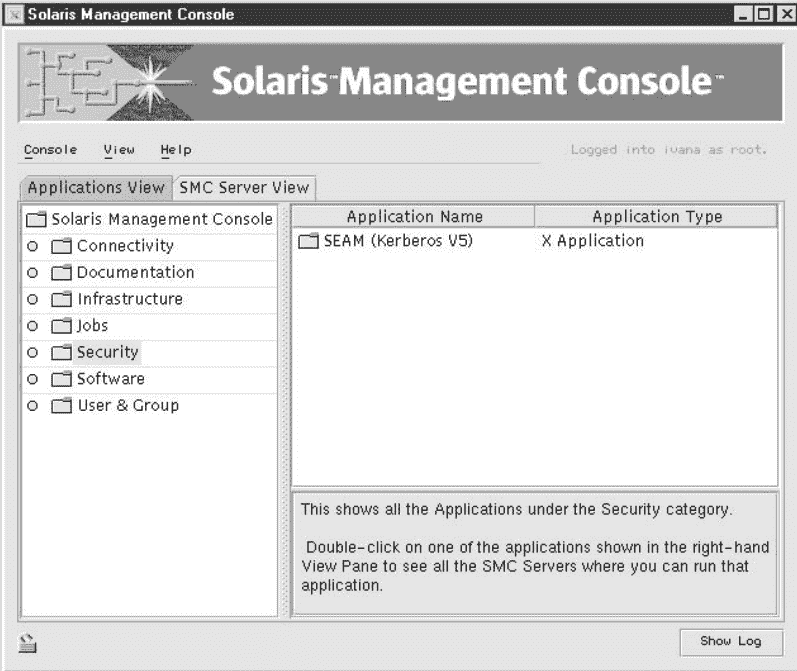 Solaris Management Console
Solaris™Management Console™
Console View Help
Logged into ivana as root.
Applications View SMC Server View
Solaris Management Console
Connectivity
Documentation
Infrastructure
Jobs
Security
Software
User & Group
Application Name Application Type
SEAM (Kerberos V5) X Application
This shows all the Applications under the Security category.
Double-click on one of the applications shown in the right-hand
View Pane to see all the SMC Servers where you can run that
application.
Show Log